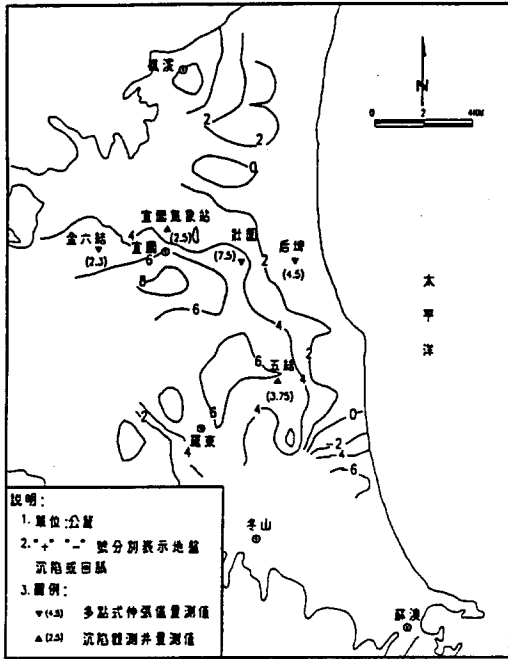 礁溪
N
0 2 4KM
2
2
0
宜蘭氣象站
(2.5)
金六結
(2.3)
4
宜蘭
6
壯圍
(7.5)
后埤
(4.5)
2
8
6
太平洋
4
2
6
五結
(3.75)
4
6
4
羅東
-2
4
0
-2
-4
-6
冬山
蘇澳
說明:
1. 單位:公釐
2. "+" "-" 號分別表示地盤
沉陷或回脹
3. 圖例:
▼(4.5) 多點式伸張儀量測值
▲(2.5) 沉陷觀測井量測值